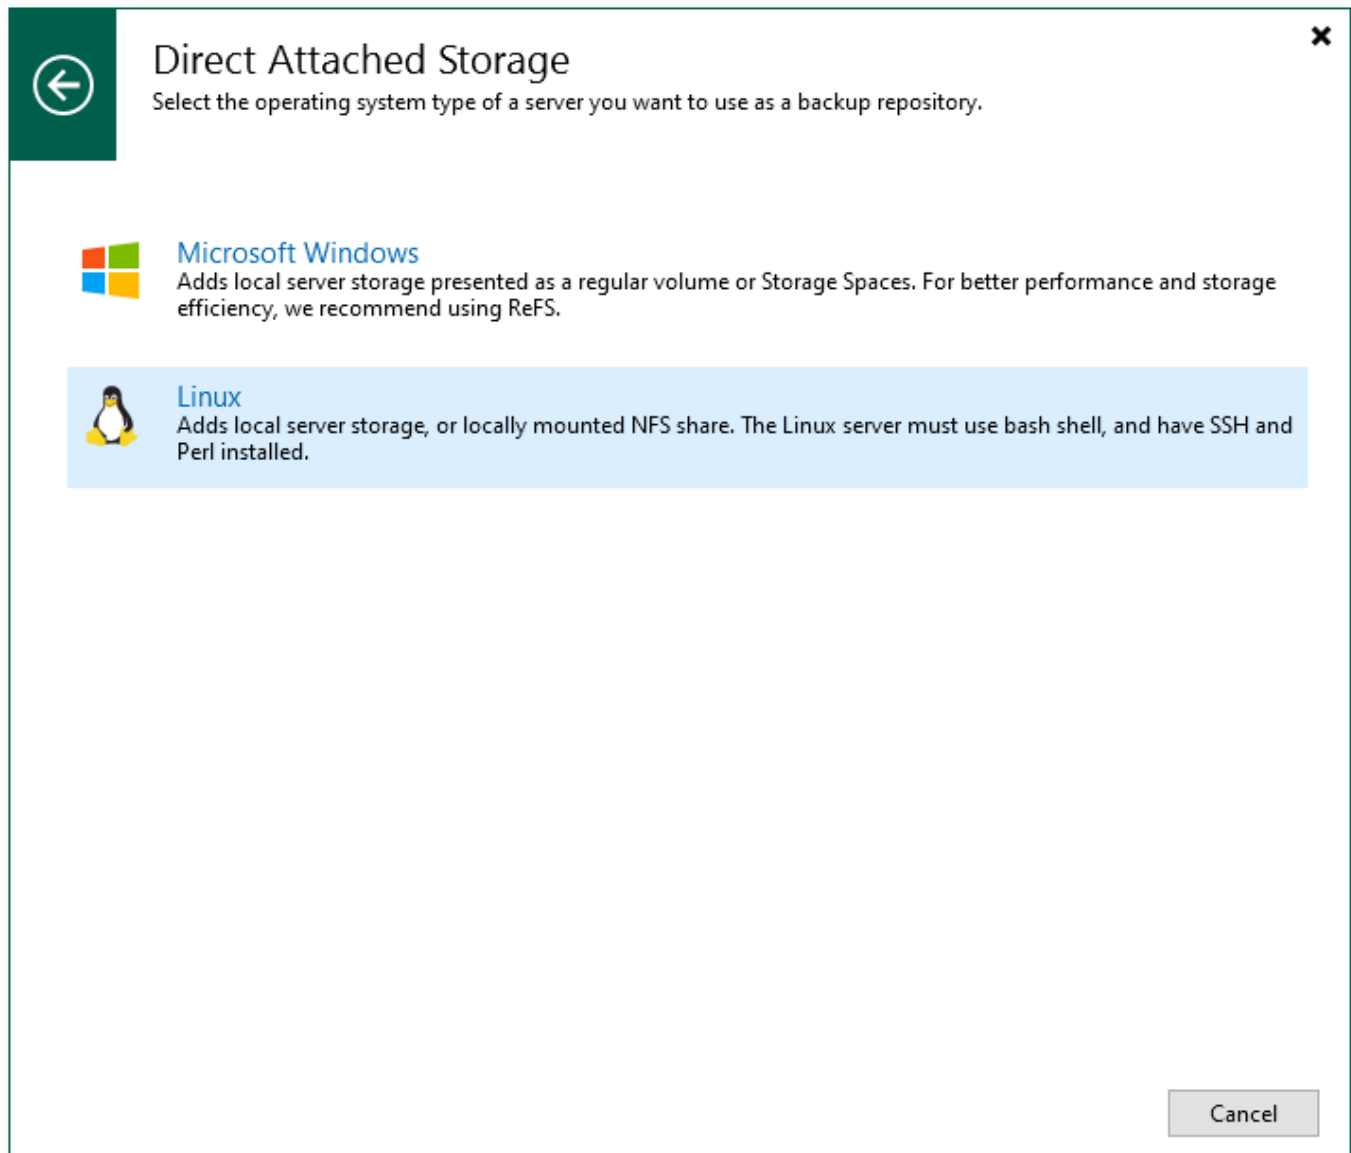 Direct Attached Storage
Select the operating system type of a server you want to use as a backup repository.
Microsoft Windows
Adds local server storage presented as a regular volume or Storage Spaces. For better performance and storage
efficiency, we recommend using ReFS.
Linux
Adds local server storage, or locally mounted NFS share. The Linux server must use bash shell, and have SSH and
Perl installed.
Cancel